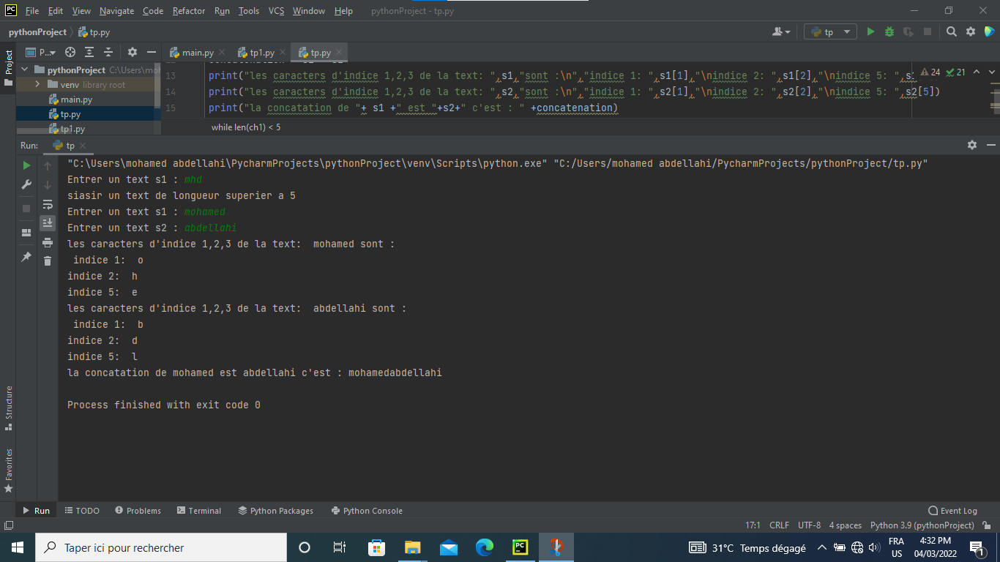 PC File Edit View Navigate Code Refactor Run Tools VCS Window Help pythonProject - tp.py
pythonProject tp.py tp
Project P... main.py tp1.py tp.py
pythonProject C:\Users\moh
venv library root
main.py
tp.py
tp1.py
13 print("les caracters d'indice 1,2,3 de la text: ",s1,"sont :\n","indice 1: ",s1[1],"\nindice 2: ",s1[2],"\nindice 5: ",s1 24 21
14 print("les caracters d'indice 1,2,3 de la text: ",s2,"sont :\n","indice 1: ",s2[1],"\nindice 2: ",s2[2],"\nindice 5: ",s2[5])
15 print("la concatation de "+ s1 +" est "+s2+" c'est : " +concatenation)
while len(ch1) < 5
Run: tp
"C:\Users\mohamed abdellahi\PycharmProjects\pythonProject\venv\Scripts\python.exe" "C:/Users/mohamed abdellahi/PycharmProjects/pythonProject/tp.py"
Entrer un text s1 : mhd
siasir un text de longueur superier a 5
Entrer un text s1 : mohamed
Entrer un text s2 : abdellahi
les caracters d'indice 1,2,3 de la text:  mohamed sont :
 indice 1:  o
indice 2:  h
indice 5:  e
les caracters d'indice 1,2,3 de la text:  abdellahi sont :
 indice 1:  b
indice 2:  d
indice 5:  l
la concatation de mohamed est abdellahi c'est : mohamedabdellahi
Process finished with exit code 0
Structure
Favorites
Run TODO Problems Terminal Python Packages Python Console Event Log
17:1 CRLF UTF-8 4 spaces Python 3.9 (pythonProject)
Taper ici pour rechercher PC 31°C Temps dégagé FRA 4:32 PM
US 04/03/2022 1